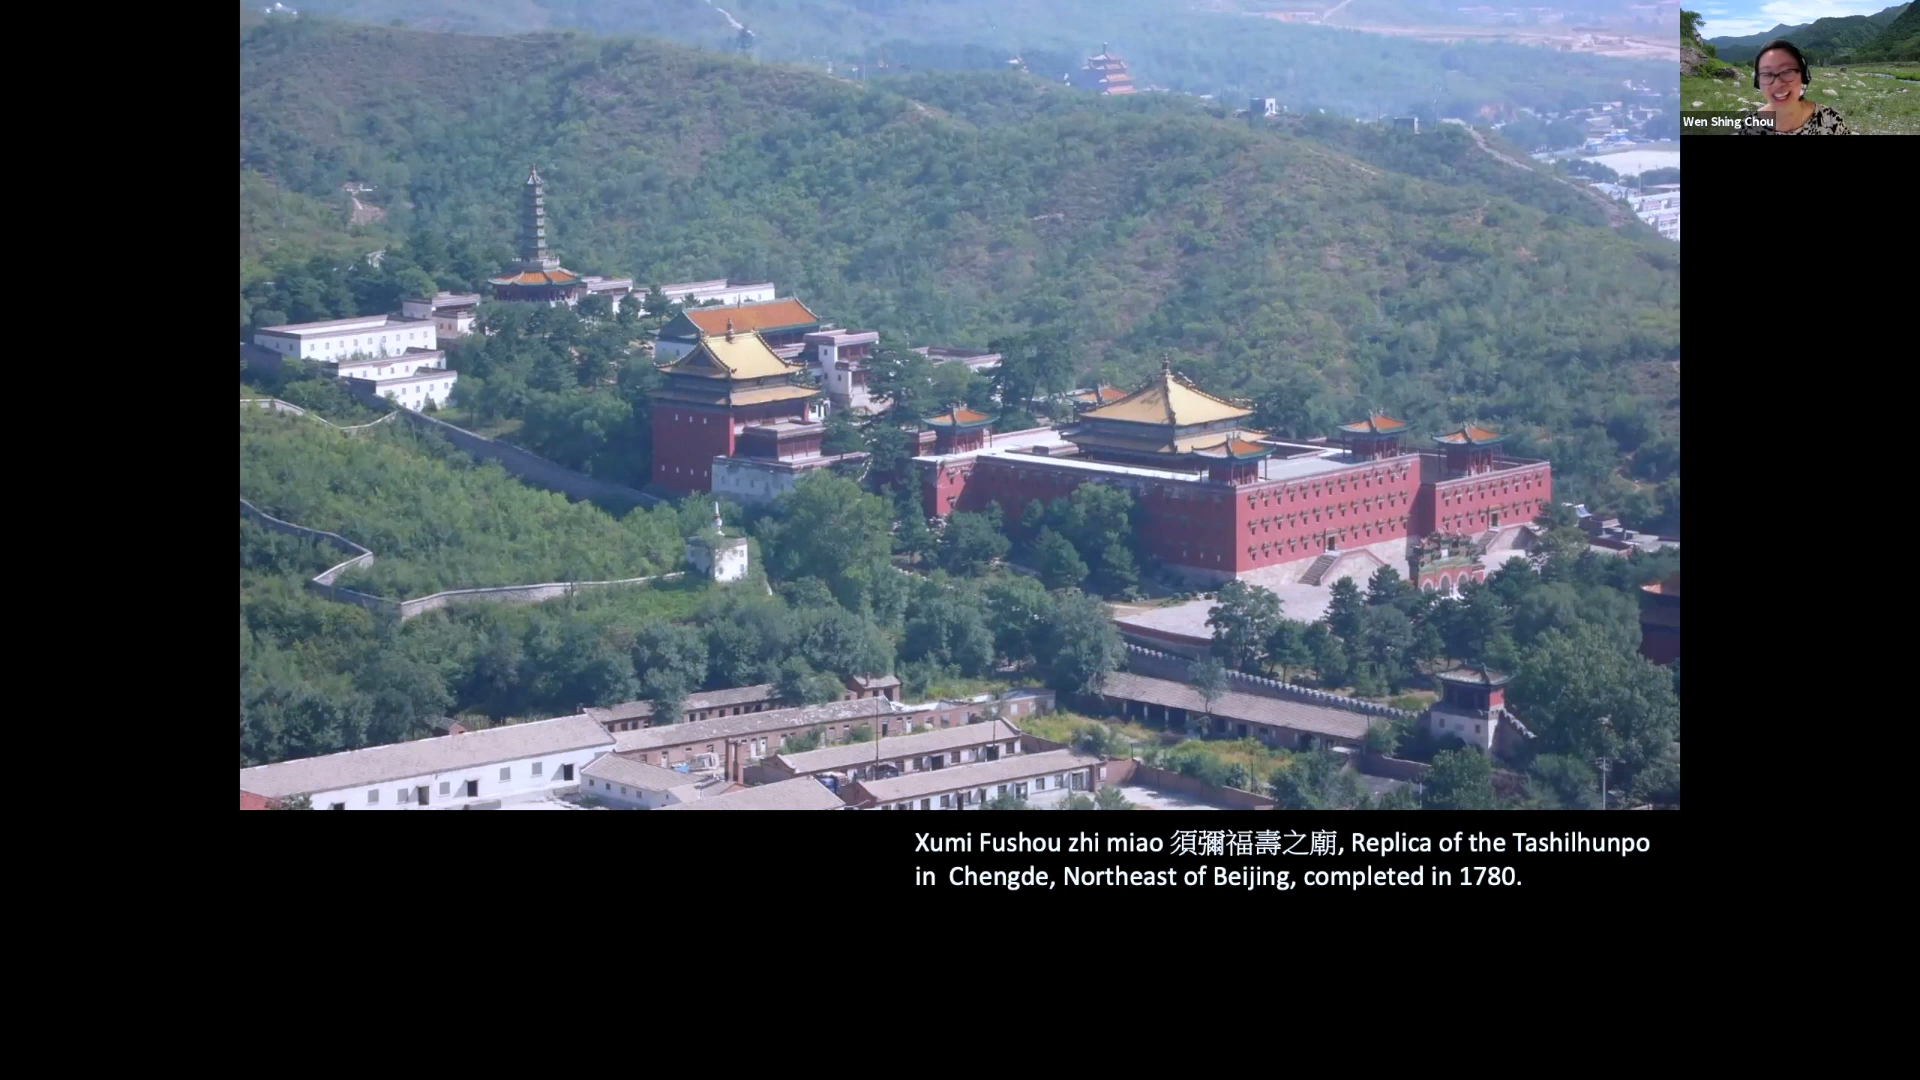 Wen Shing Chou
Xumi Fushou zhi miao 須彌福壽之廟, Replica of the Tashilhunpo
in Chengde, Northeast of Beijing, completed in 1780.